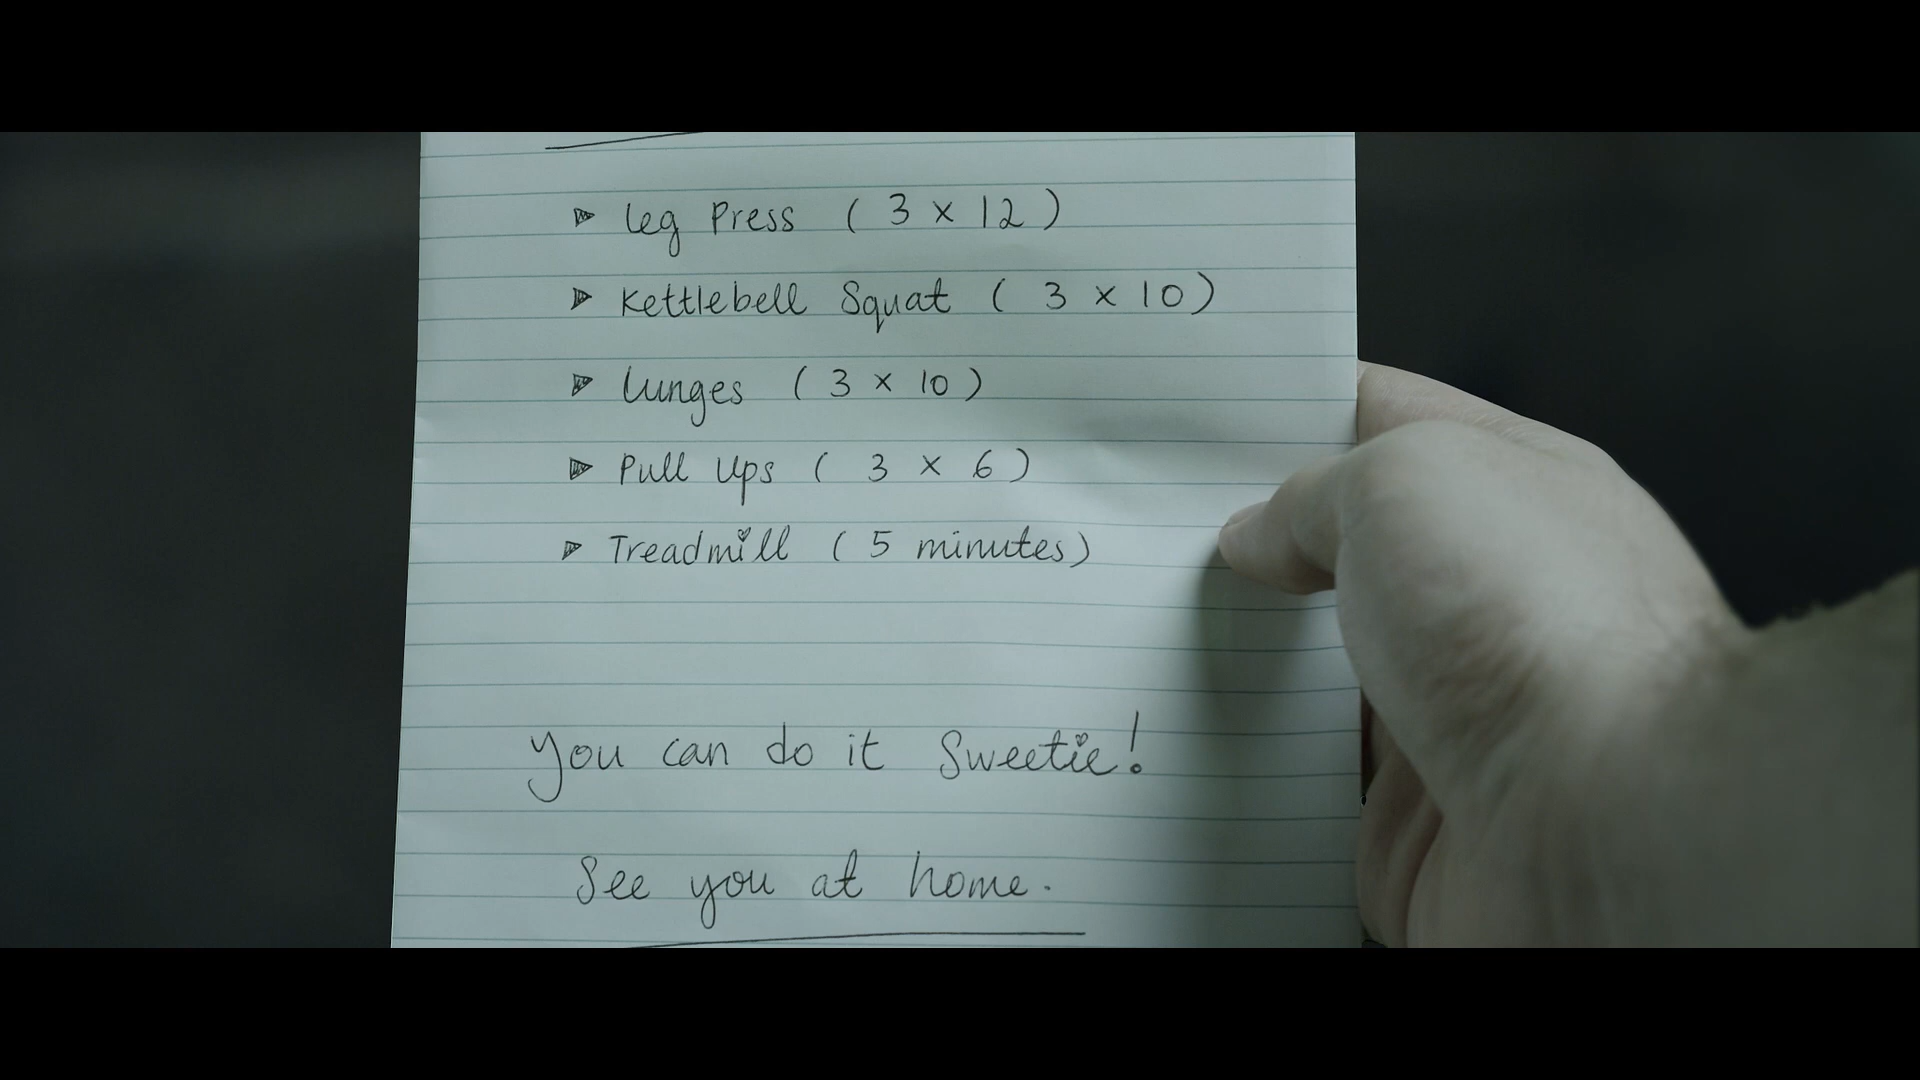 Leg Press ( 3 x 12 )
Kettlebell Squat ( 3 x 10 )
Lunges ( 3 x 10 )
Pull Ups ( 3 x 6 )
Treadmill ( 5 minutes )
You can do it Sweetie!
See you at home.